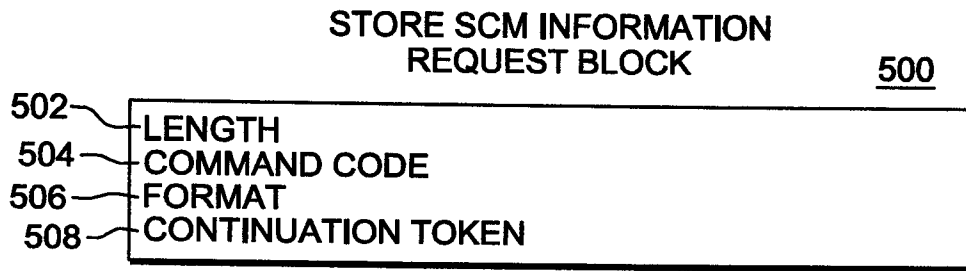 STORE SCM INFORMATION
REQUEST BLOCK 500
502 LENGTH
504 COMMAND CODE
506 FORMAT
508 CONTINUATION TOKEN